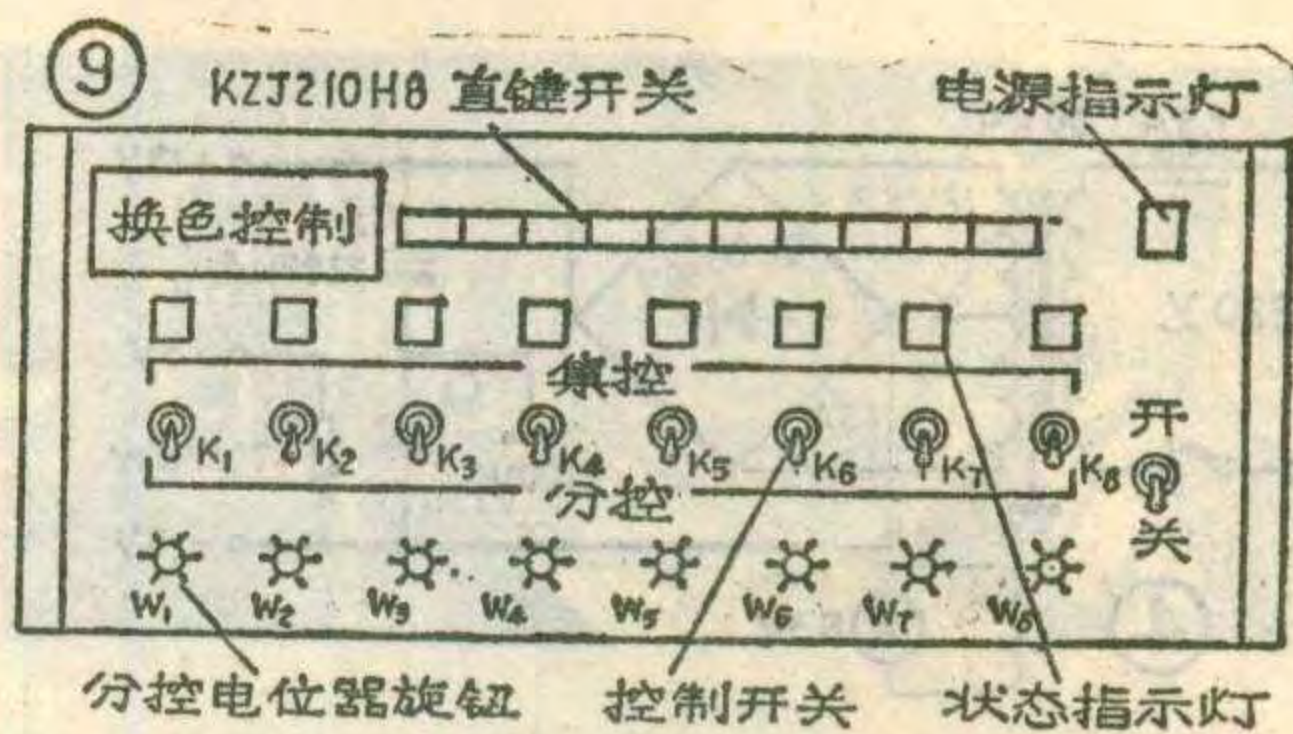 ⑨ KZJ210H8 直键开关 电源指示灯
换色控制
集控
开
K₁ K₂ K₃ K₄ K₅ K₆ K₇ K₈
分控
关
W₁ W₂ W₃ W₄ W₅ W₆ W₇ W₈
分控电位器旋钮 控制开关 状态指示灯